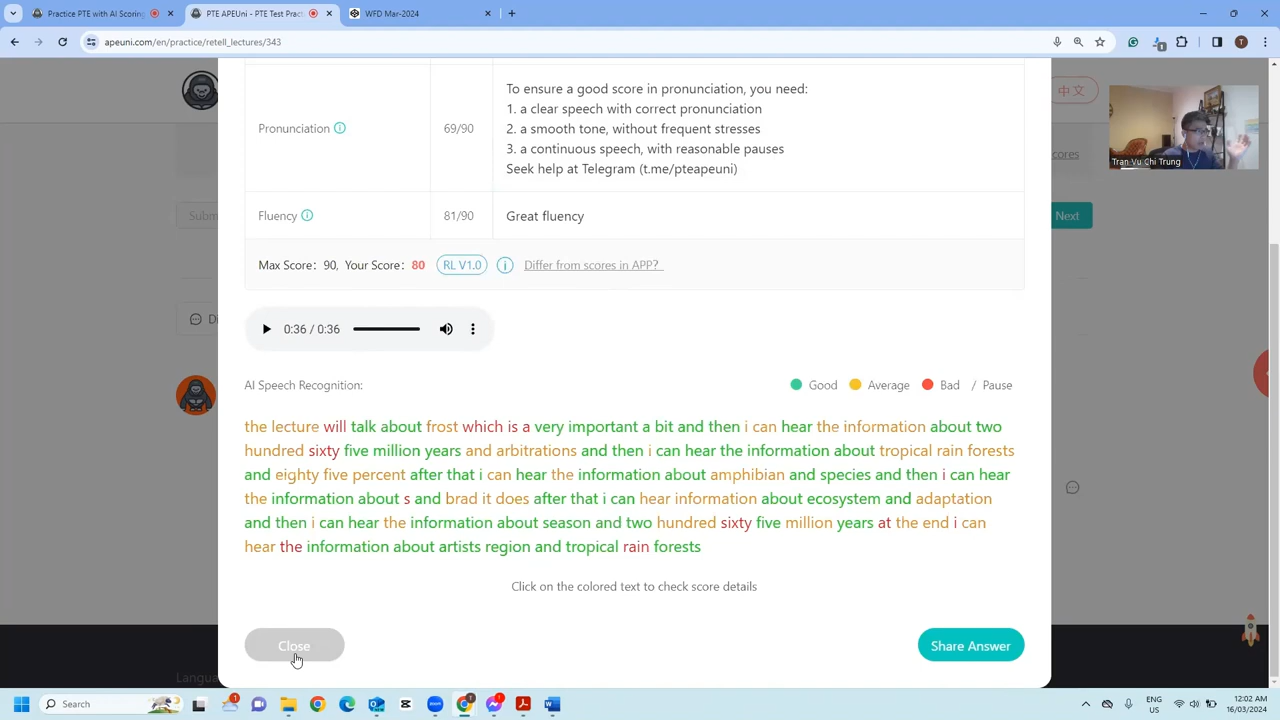 Practice PTE with AI Scoring
PTE APEUni - PTE Test Pract
WFD Mar-2024
apeuni.com/en/practice/retell_lectures/343
T
中文
To ensure a good score in pronunciation, you need:
1. a clear speech with correct pronunciation
Pronunciation 69/90
2. a smooth tone, without frequent stresses
3. a continuous speech, with reasonable pauses
Seek help at Telegram (t.me/pteapeuni)
Tran Vu Chi Trung
cores
Subm
Fluency 81/90 Great fluency
Next
Max Score: 90, Your Score: 80 RL V1.0 Differ from scores in APP?
Di
0:36 / 0:36
AI Speech Recognition: Good Average Bad / Pause
the lecture will talk about frost which is a very important a bit and then i can hear the information about two
hundred sixty five million years and arbitrations and then i can hear the information about tropical rain forests
and eighty five percent after that i can hear the information about amphibian and species and then i can hear
the information about s and brad it does after that i can hear information about ecosystem and adaptation
and then i can hear the information about season and two hundred sixty five million years at the end i can
hear the information about artists region and tropical rain forests
Click on the colored text to check score details
Close
Share Answer
Langua
Search
ENG
US
12:02 AM
16/03/2024